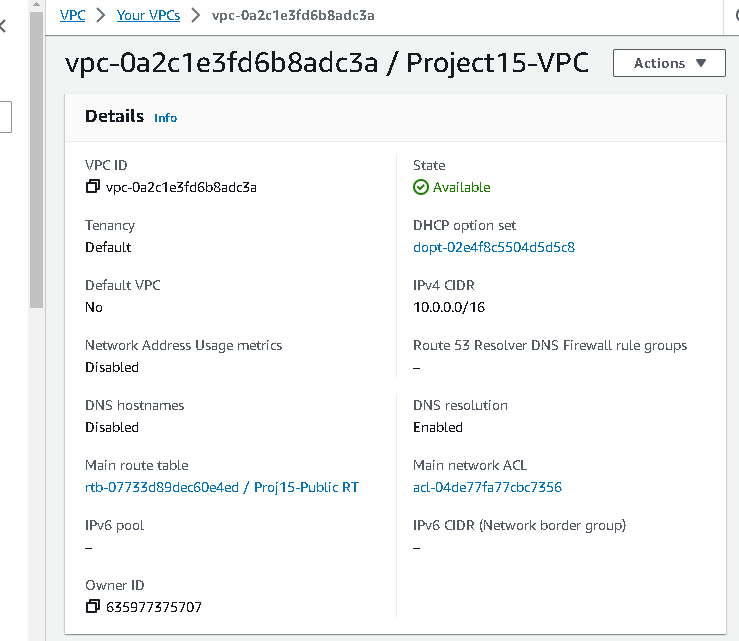 VPC > Your VPCs > vpc-0a2c1e3fd6b8adc3a
vpc-0a2c1e3fd6b8adc3a / Project15-VPC
Actions ▼
Details Info
VPC ID
vpc-0a2c1e3fd6b8adc3a
State
Available
Tenancy
Default
DHCP option set
dopt-02e4f8c5504d5d5c8
Default VPC
No
IPv4 CIDR
10.0.0.0/16
Network Address Usage metrics
Disabled
Route 53 Resolver DNS Firewall rule groups
–
DNS hostnames
Disabled
DNS resolution
Enabled
Main route table
rtb-07733d89dec60e4ed / Proj15-Public RT
Main network ACL
acl-04de77fa77cbc7356
IPv6 pool
–
IPv6 CIDR (Network border group)
–
Owner ID
635977375707